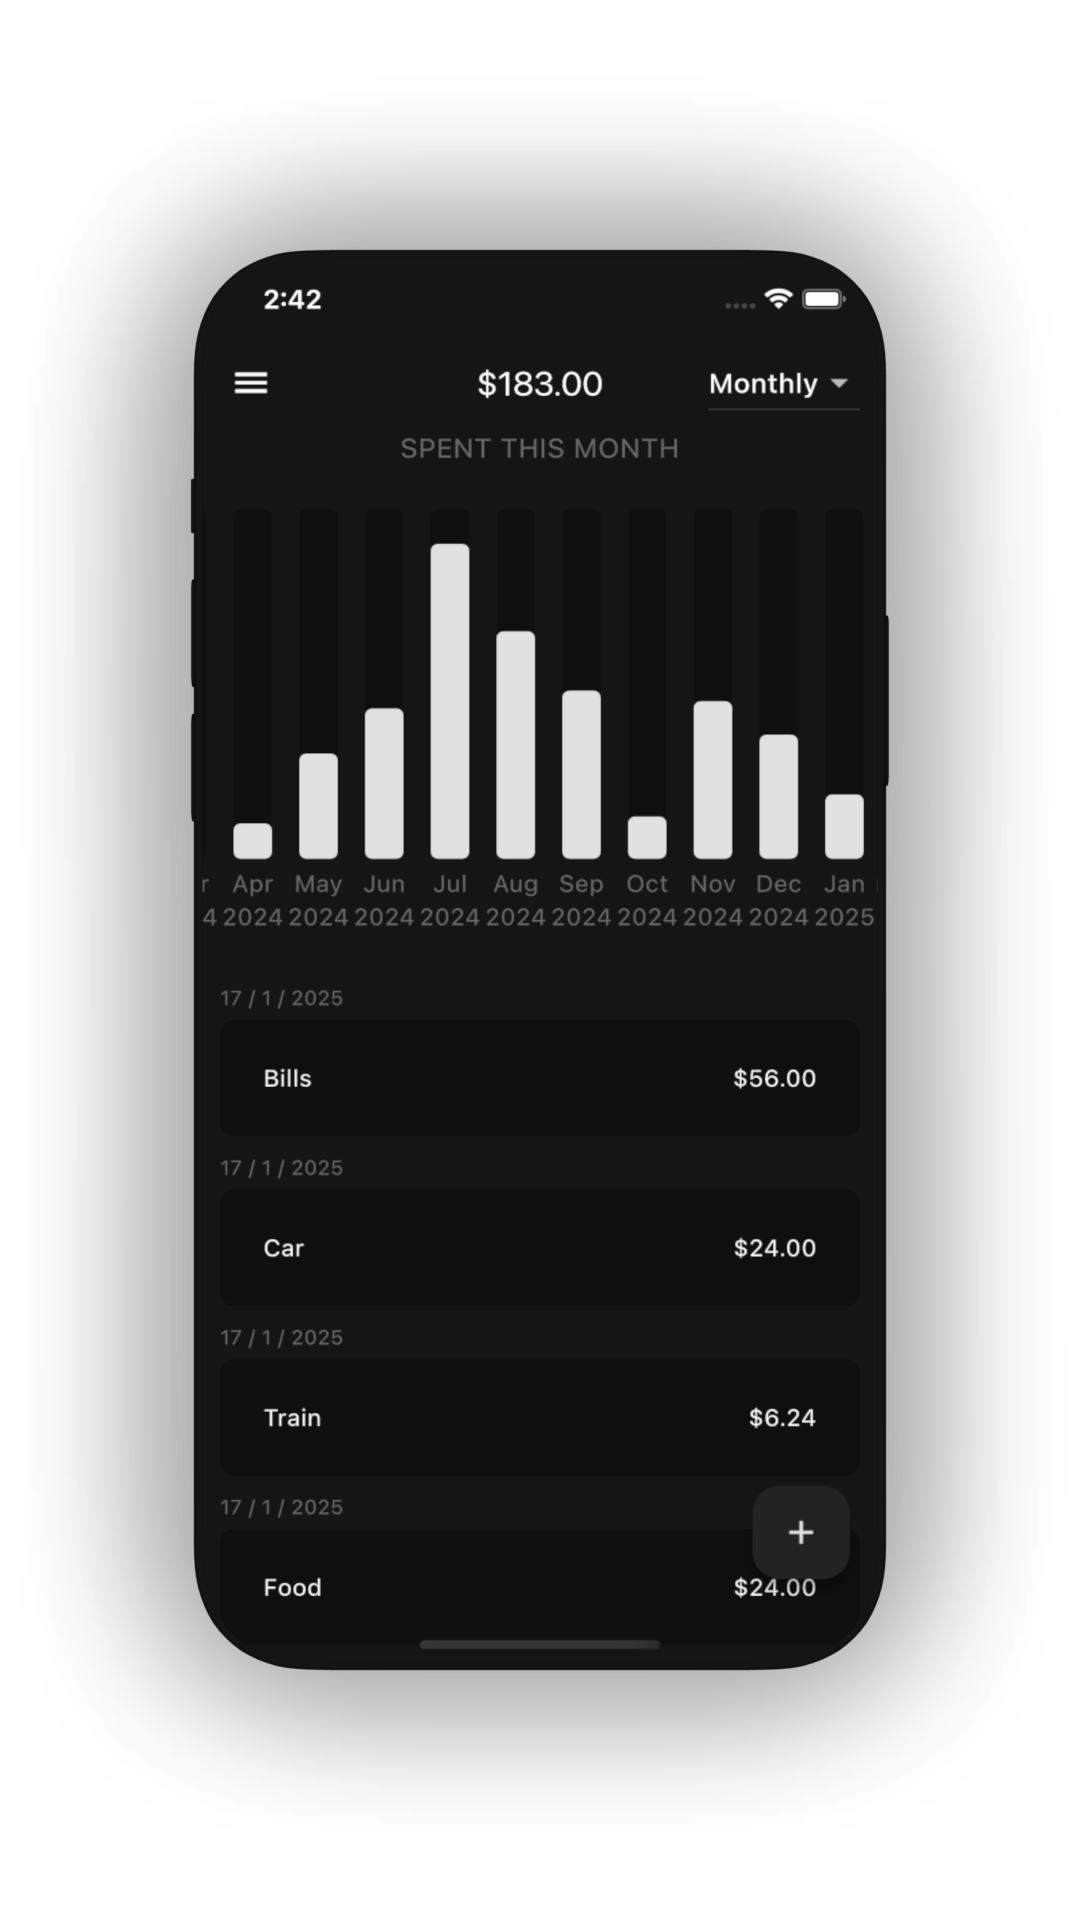 2:42
$183.00
Monthly
SPENT THIS MONTH
r Apr May Jun Jul Aug Sep Oct Nov Dec Jan
4 2024 2024 2024 2024 2024 2024 2024 2024 2024 2025
17 / 1 / 2025
Bills $56.00
17 / 1 / 2025
Car $24.00
17 / 1 / 2025
Train $6.24
17 / 1 / 2025
+
Food $24.00